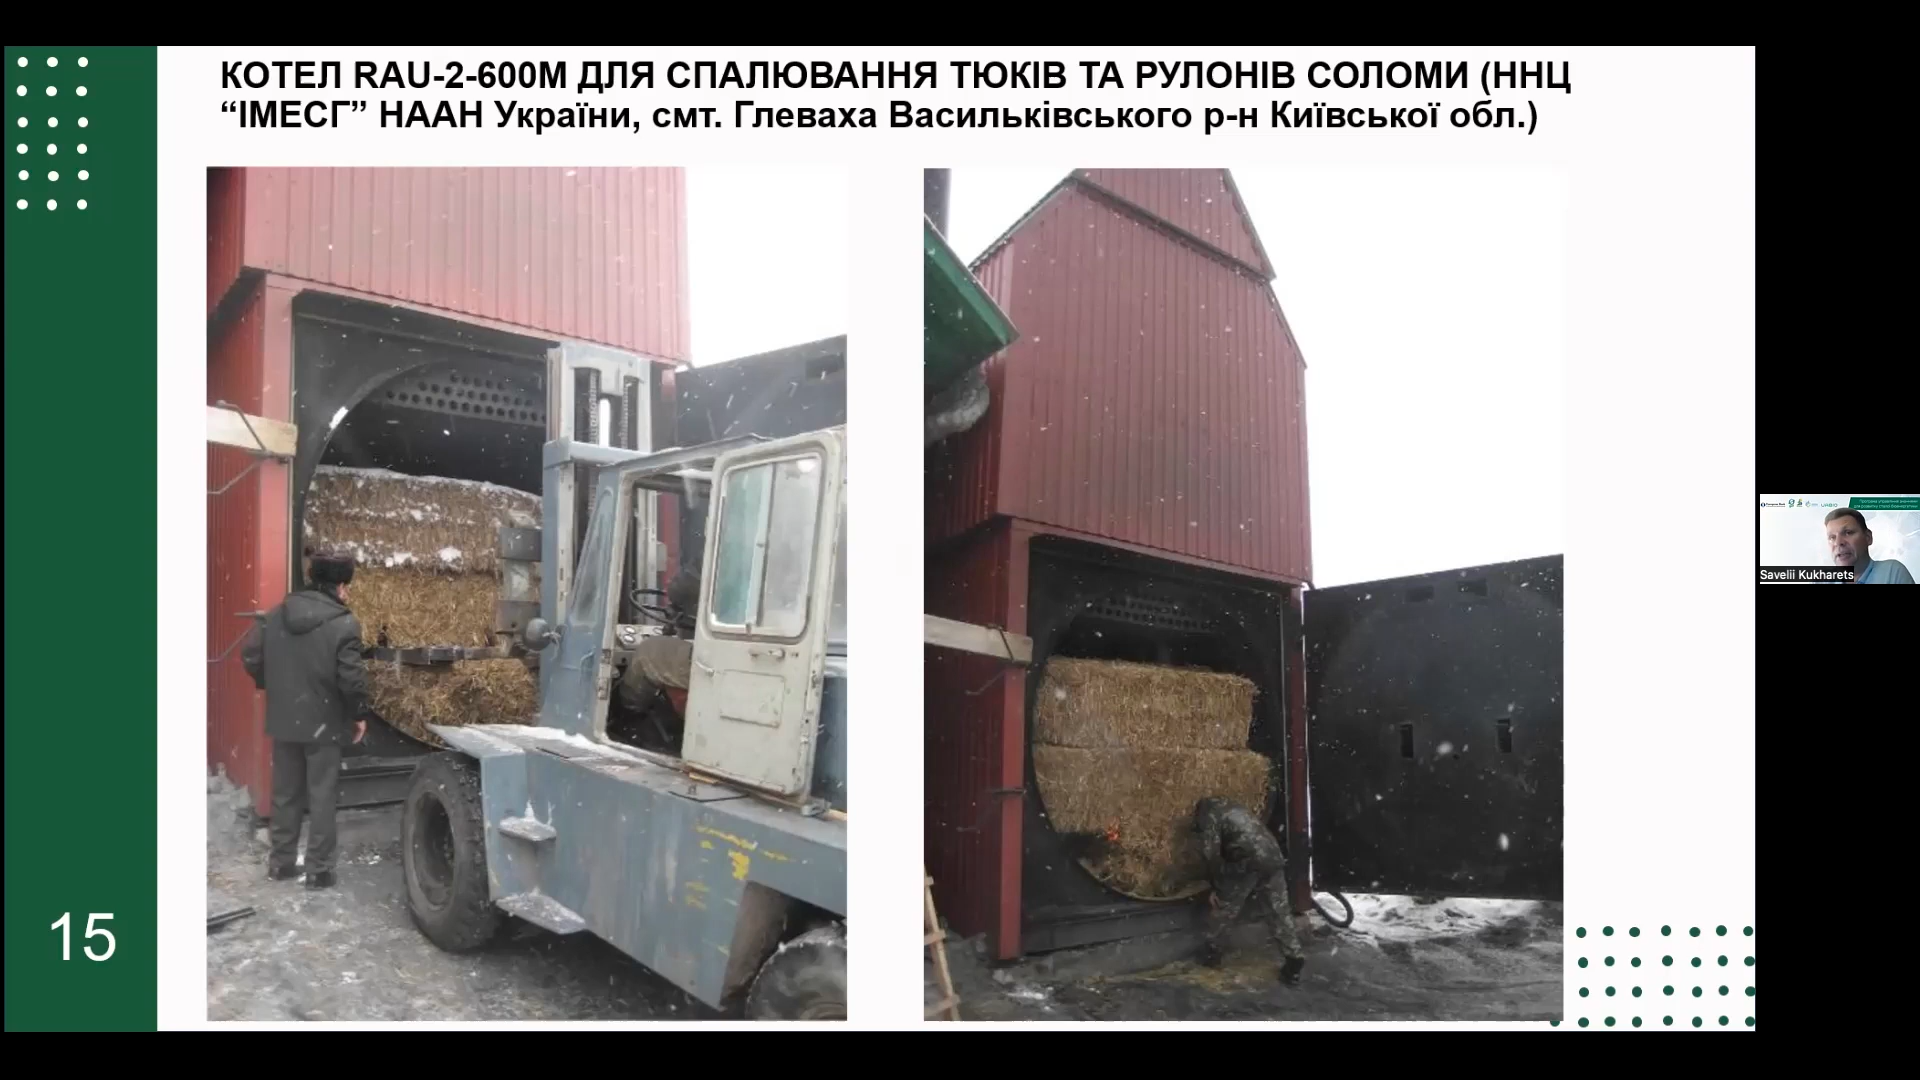 КОТЕЛ RAU-2-600М ДЛЯ СПАЛЮВАННЯ ТЮКІВ ТА РУЛОНІВ СОЛОМИ (ННЦ
“ІМЕСГ” НААН України, смт. Глеваха Васильківського р-н Київської обл.)
15
Savelii Kukharets